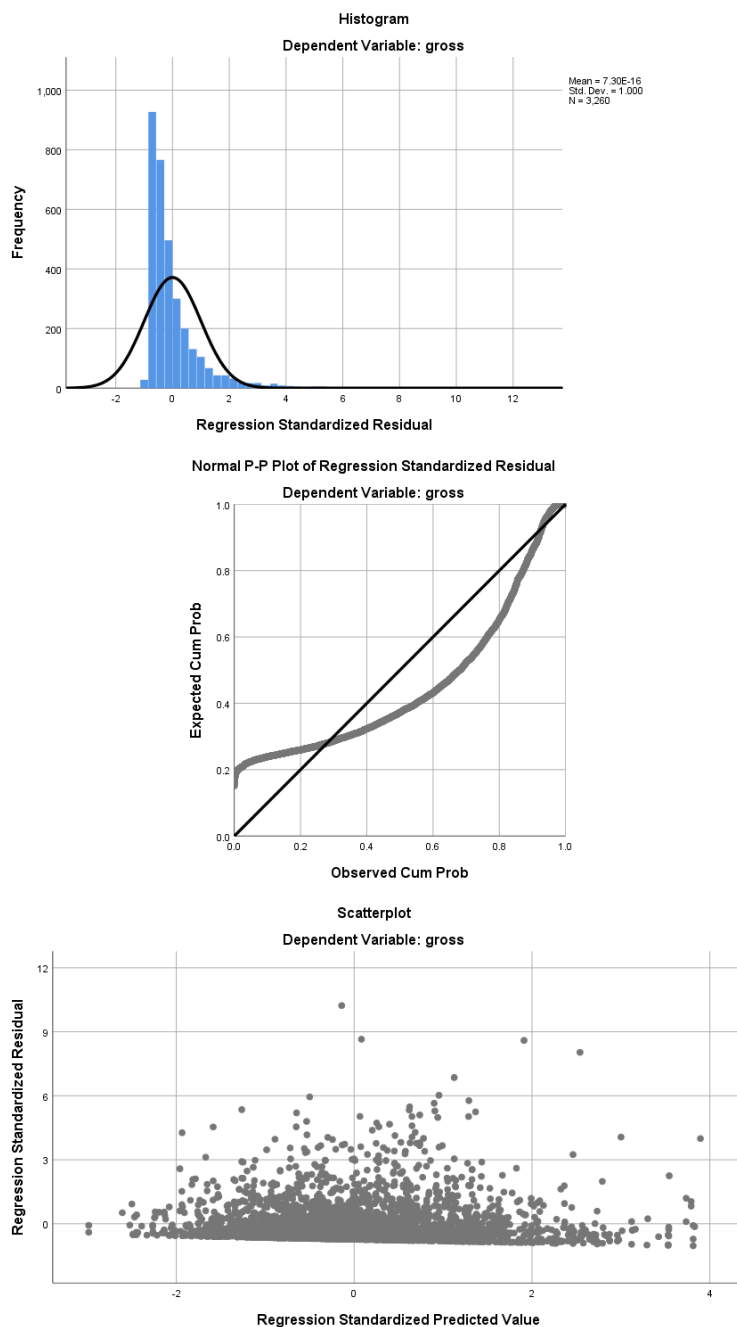 Histogram
Dependent Variable: gross
Mean = 7.30E-16
Std. Dev. = 1.000
N = 3,260
1,000
800
600
400
200
0
Frequency
-2 0 2 4 6 8 10 12
Regression Standardized Residual
Normal P-P Plot of Regression Standardized Residual
Dependent Variable: gross
1.0
0.8
0.6
0.4
0.2
0.0
Expected Cum Prob
0.0 0.2 0.4 0.6 0.8 1.0
Observed Cum Prob
Scatterplot
Dependent Variable: gross
12
9
6
3
0
Regression Standardized Residual
-2 0 2 4
Regression Standardized Predicted Value